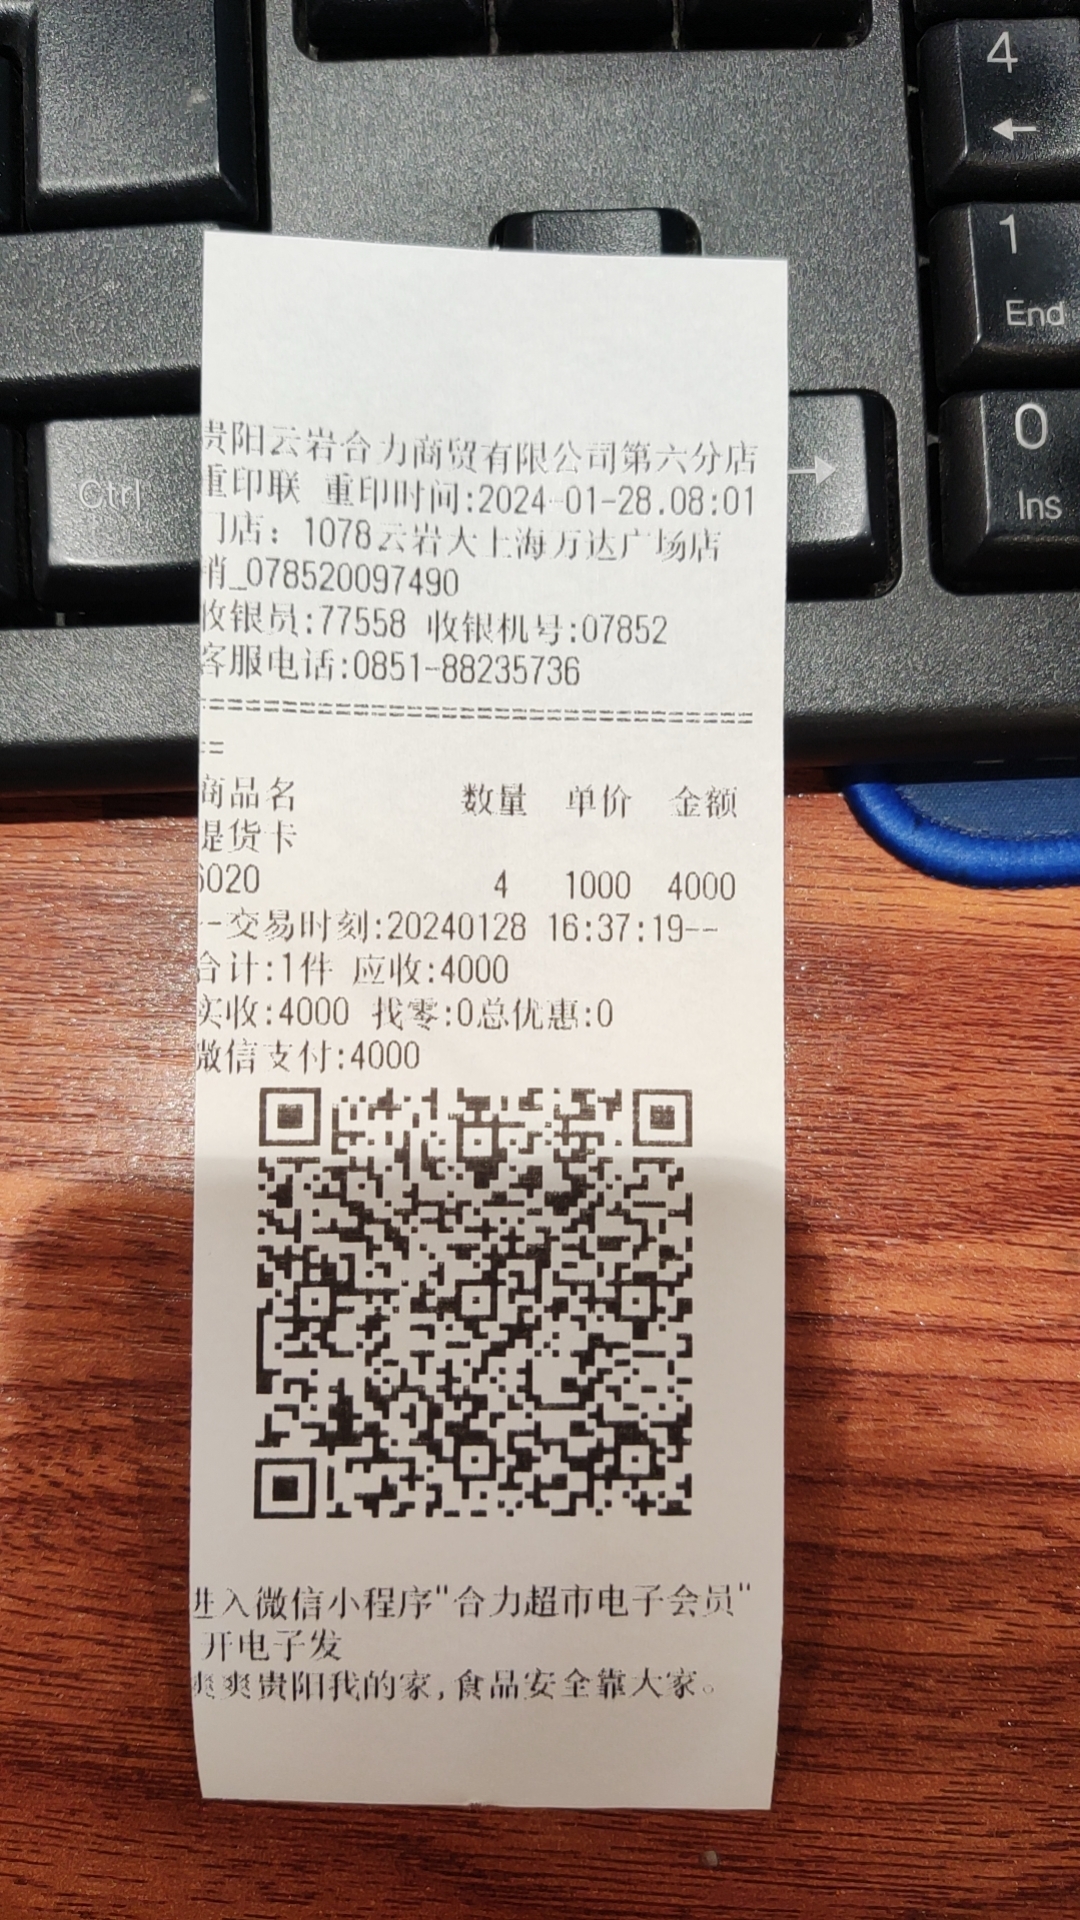 4
←
1
End
0
Ins
Ctrl
→
贵阳云岩合力商贸有限公司第六分店
重印联 重印时间:2024-01-28.08:01
门店: 1078云岩大上海万达广场店
销_078520097490
收银员:77558 收银机号:07852
客服电话:0851-88235736
==
商品名 数量 单价 金额
提货卡
6020 4 1000 4000
--交易时刻:20240128 16:37:19--
合计:1件 应收:4000
实收:4000 找零:0总优惠:0
微信支付:4000
进入微信小程序"合力超市电子会员"
开电子发
爽爽贵阳我的家,食品安全靠大家。